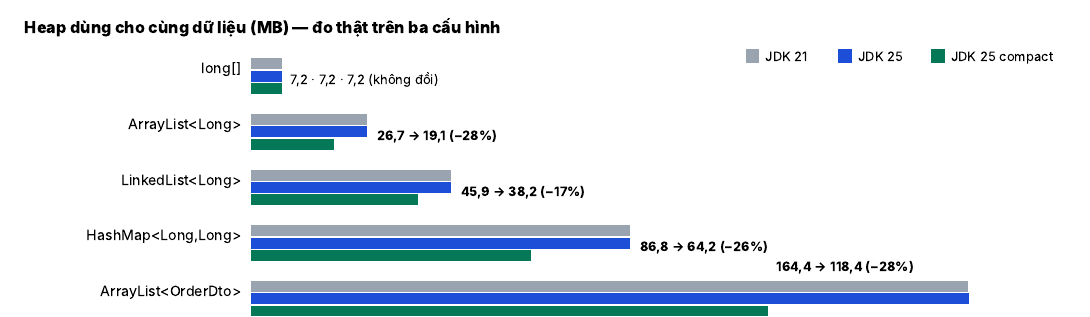 Heap dùng cho cùng dữ liệu (MB) — đo thật trên ba cấu hình
JDK 21
JDK 25
JDK 25 compact
long[]
7,2 · 7,2 · 7,2 (không đổi)
ArrayList<Long>
26,7 → 19,1 (−28%)
LinkedList<Long>
45,9 → 38,2 (−17%)
HashMap<Long,Long>
86,8 → 64,2 (−26%)
164,4 → 118,4 (−28%)
ArrayList<OrderDto>